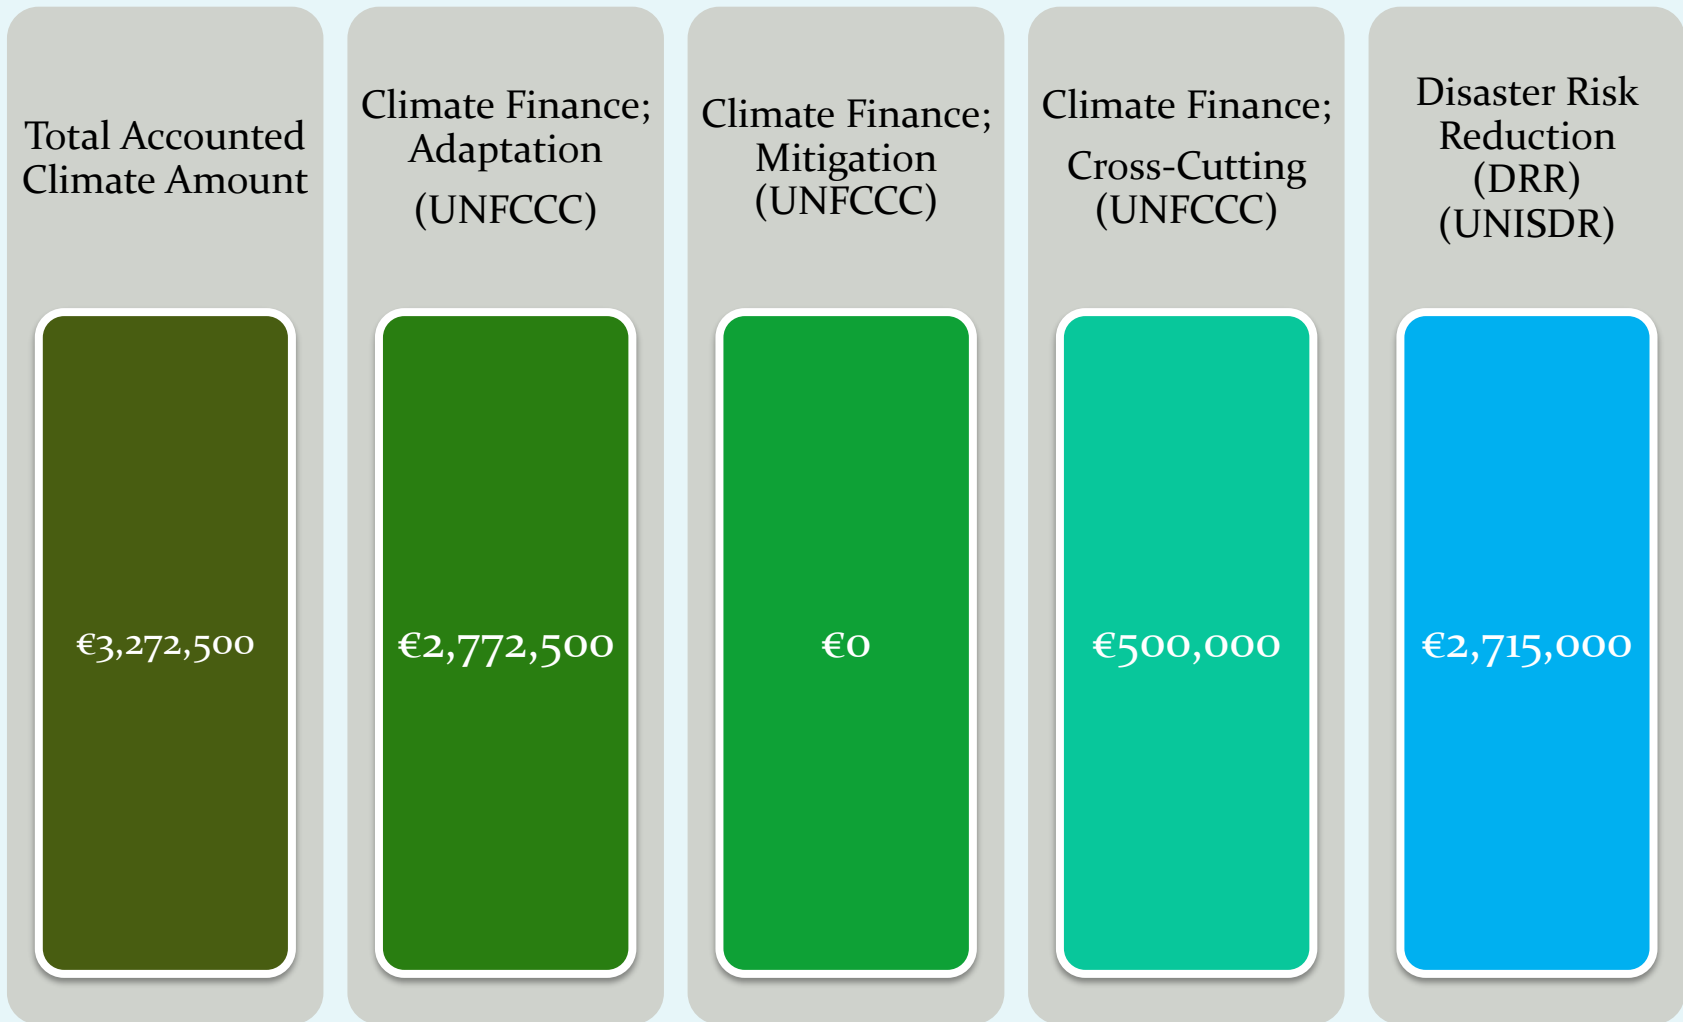 Total Accounted
Climate Amount
€3,272,500
Climate Finance;
Adaptation
(UNFCCC)
€2,772,500
Climate Finance;
Mitigation
(UNFCCC)
€0
Climate Finance;
Cross-Cutting
(UNFCCC)
€500,000
Disaster Risk
Reduction
(DRR)
(UNISDR)
€2,715,000